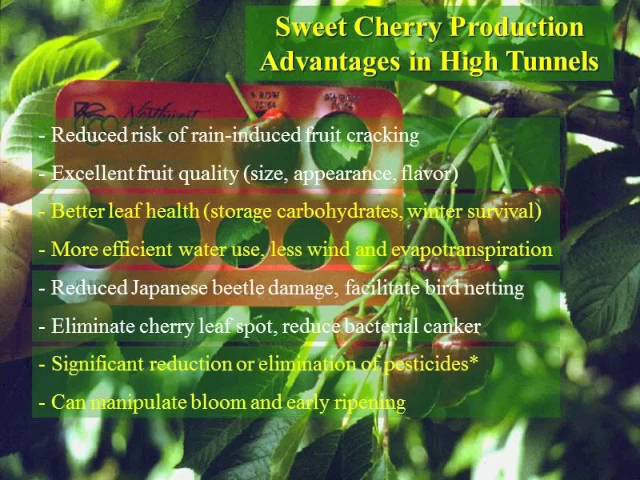 Sweet Cherry Production
Advantages in High Tunnels
Northwest
9 ROW
- Reduced risk of rain-induced fruit cracking
- Excellent fruit quality (size, appearance, flavor)
- Better leaf health (storage carbohydrates, winter survival)
- More efficient water use, less wind and evapotranspiration
- Reduced Japanese beetle damage, facilitate bird netting
- Eliminate cherry leaf spot, reduce bacterial canker
- Significant reduction or elimination of pesticides*
- Can manipulate bloom and early ripening